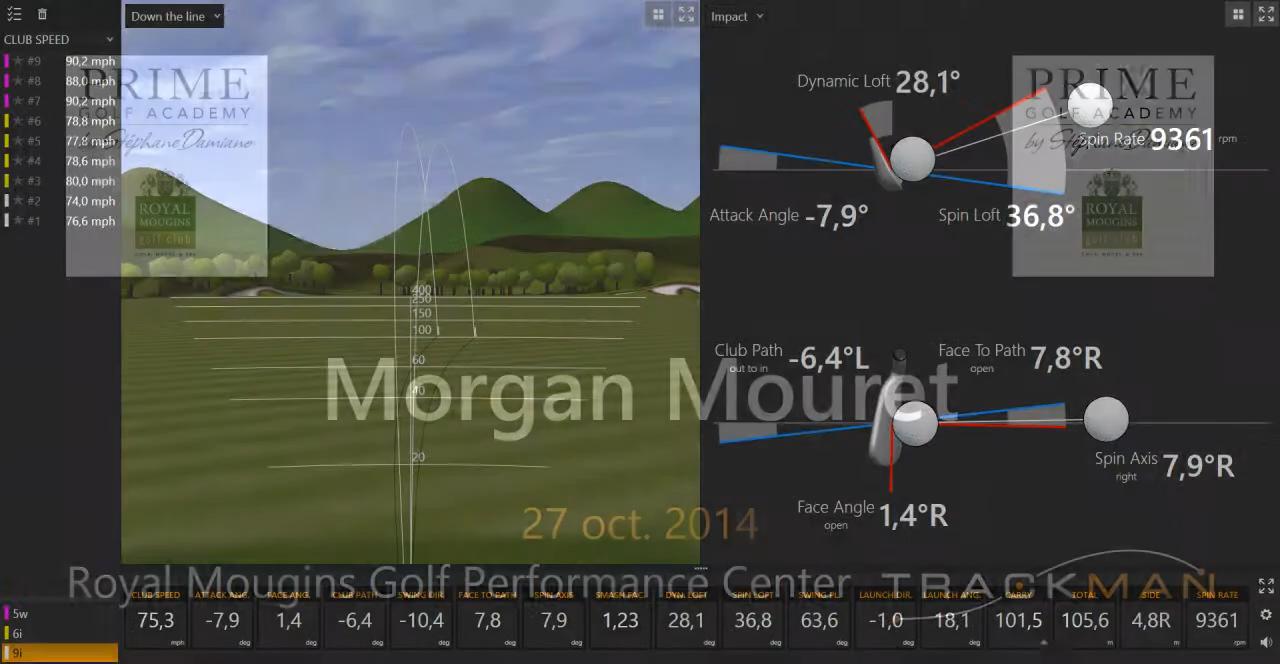 Down the line
Impact
CLUB SPEED
#9 90,2 mph
#8 88,0 mph
#7 90,2 mph
#6 78,8 mph
#5 77,8 mph
#4 78,6 mph
#3 80,0 mph
#2 74,0 mph
#1 76,6 mph
PRIME
GOLF ACADEMY
by Stéphane Damiano
ROYAL
MOUGINS
golf club
400
250
150
100
60
40
20
Dynamic Loft 28,1°
PRIME
GOLF ACADEMY
by Stéphane Damiano
Spin Rate 9361 rpm
Attack Angle -7,9°
Spin Loft 36,8°
ROYAL
MOUGINS
golf club
Club Path -6,4°L
out to in
Face To Path 7,8°R
open
Morgan Mouret
Spin Axis 7,9°R
right
Face Angle 1,4°R
open
27 oct. 2014
Royal Mougins Golf Performance Center TRACKMAN
5w
6i
9i
CLUB SPEED ATTACK ANG. FACE ANG. CLUB PATH SWING DIR. FACE TO PATH SPIN AXIS SMASH FAC. DYN. LOFT SPIN LOFT SWING PL. LAUNCH DIR. LAUNCH ANG. CARRY TOTAL SIDE SPIN RATE
75,3 -7,9 1,4 -6,4 -10,4 7,8 7,9 1,23 28,1 36,8 63,6 -1,0 18,1 101,5 105,6 4,8R 9361
mph deg deg deg deg deg deg deg deg deg deg deg m m rpm